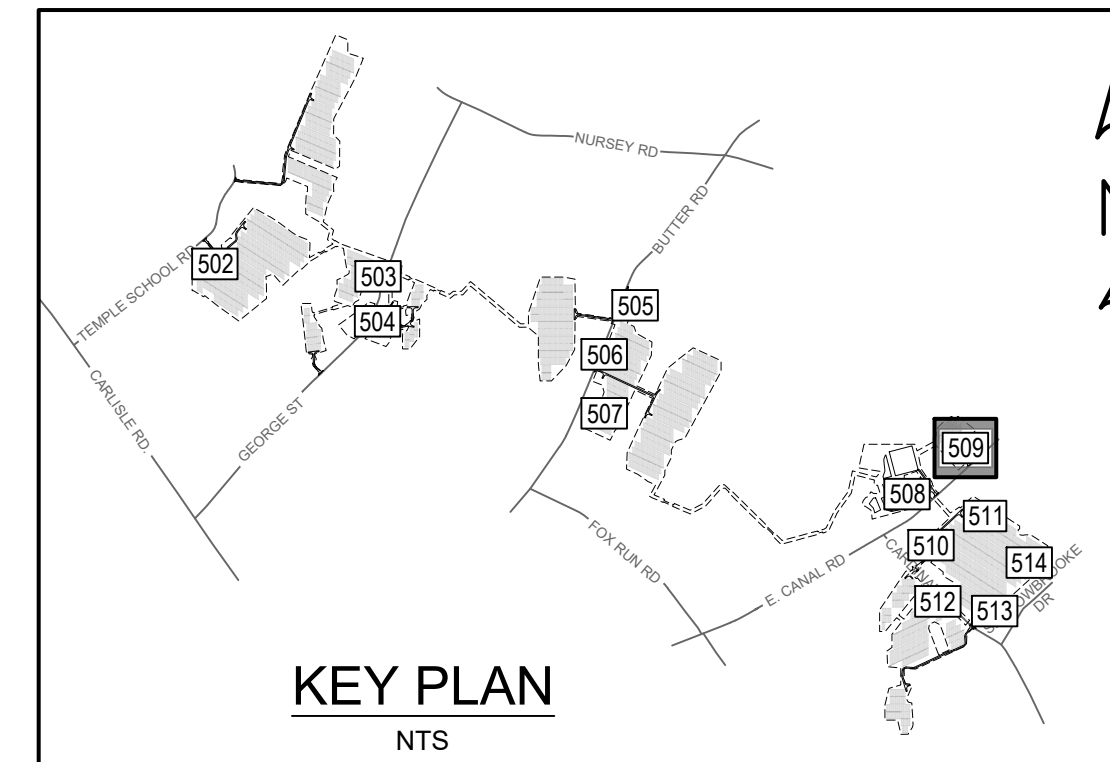 NURSEY RD
BUTTER RD
TEMPLE SCHOOL RD
502
503
504
505
506
507
CARLISLE RD.
GEORGE ST
509
508
511
510
514
FOX RUN RD
E. CANAL RD
512
513
DR
KEY PLAN
NTS
N